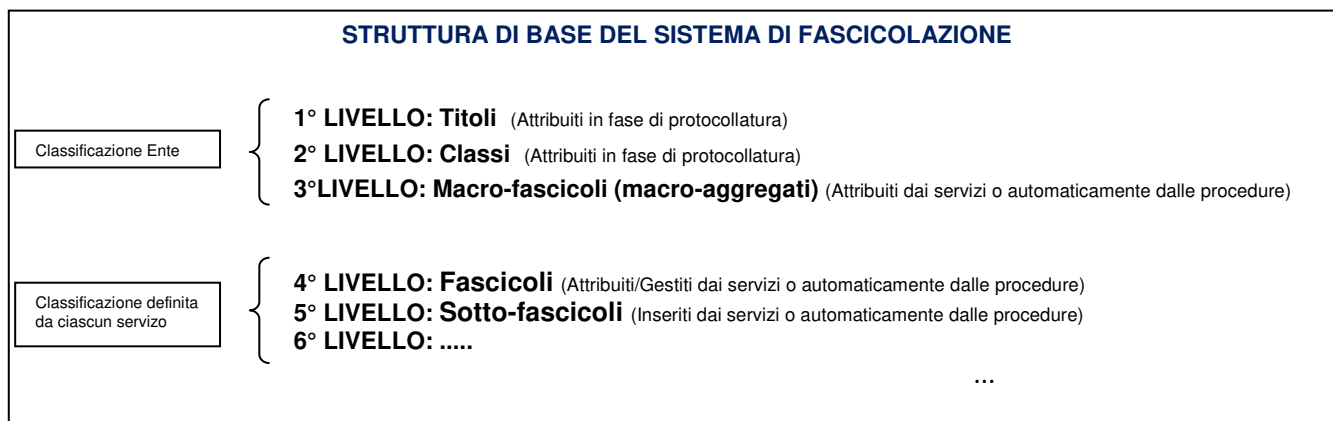 STRUTTURA DI BASE DEL SISTEMA DI FASCICOLAZIONE
Classificazione Ente
1° LIVELLO: Titoli (Attribuiti in fase di protocollatura)
2° LIVELLO: Classi (Attribuiti in fase di protocollatura)
3°LIVELLO: Macro-fascicoli (macro-aggregati) (Attribuiti dai servizi o automaticamente dalle procedure)
Classificazione definita
da ciascun servizo
4° LIVELLO: Fascicoli (Attribuiti/Gestiti dai servizi o automaticamente dalle procedure)
5° LIVELLO: Sotto-fascicoli (Inseriti dai servizi o automaticamente dalle procedure)
6° LIVELLO: .....
...